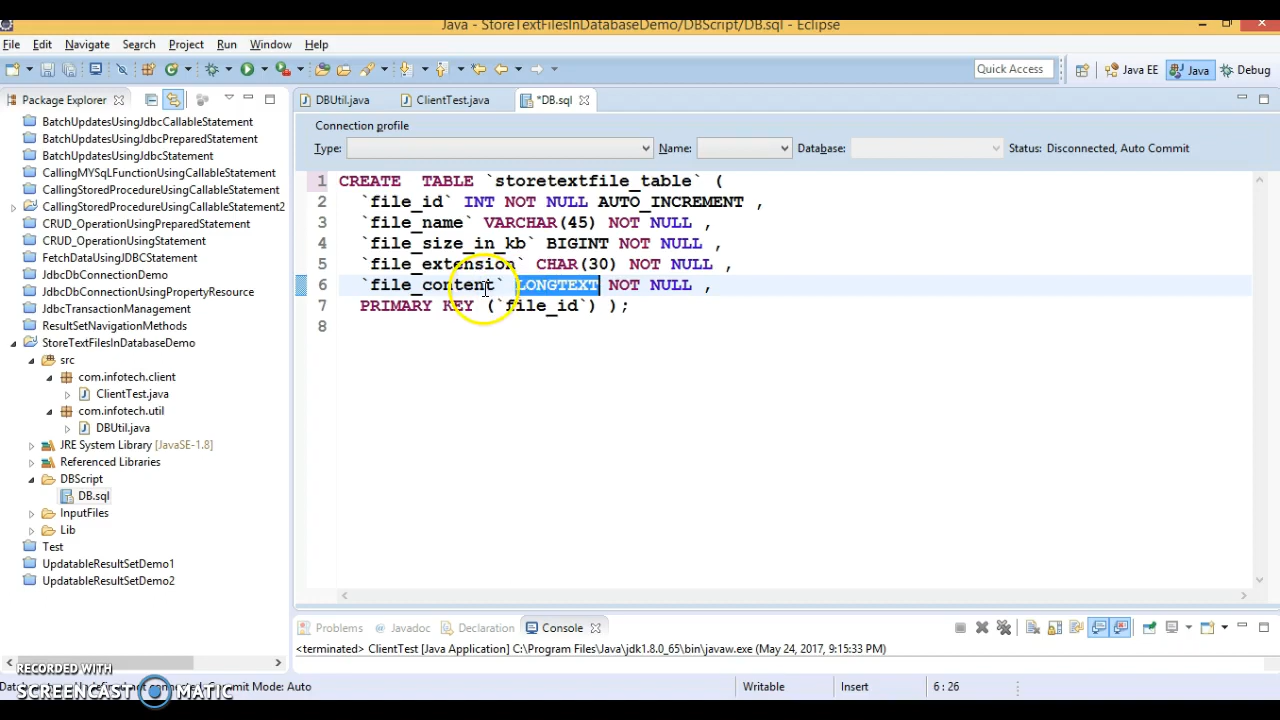 Java - StoreTextFilesInDatabaseDemo/DBScript/DB.sql - Eclipse
File Edit Navigate Search Project Run Window Help
Quick Access Java EE Java Debug
Package Explorer
DBUtil.java ClientTest.java *DB.sql
BatchUpdatesUsingJdbcCallableStatement
BatchUpdatesUsingJdbcPreparedStatement
BatchUpdatesUsingJdbcStatement
CallingMYSqLFunctionUsingCallableStatement
CallingStoredProcedureUsingCallableStatement
CallingStoredProcedureUsingCallableStatement2
CRUD_OperationUsingPreparedStatement
CRUD_OperationUsingStatement
FetchDataUsingJDBCStatement
JdbcDbConnectionDemo
JdbcDbConnectionUsingPropertyResource
JdbcTransactionManagement
ResultSetNavigationMethods
StoreTextFilesInDatabaseDemo
src
com.infotech.client
ClientTest.java
com.infotech.util
DBUtil.java
JRE System Library [JavaSE-1.8]
Referenced Libraries
DBScript
DB.sql
InputFiles
Lib
Test
UpdatableResultSetDemo1
UpdatableResultSetDemo2
Connection profile
Type: Name: Database: Status: Disconnected, Auto Commit
1 CREATE  TABLE `storetextfile_table` (
2 `file_id` INT NOT NULL AUTO_INCREMENT ,
3 `file_name` VARCHAR(45) NOT NULL ,
4 `file_size_in_kb` BIGINT NOT NULL ,
5 `file_extension` CHAR(30) NOT NULL ,
6 `file_content` LONGTEXT NOT NULL ,
7 PRIMARY KEY (`file_id`) );
8
Problems Javadoc Declaration Console
<terminated> ClientTest [Java Application] C:\Program Files\Java\jdk1.8.0_65\bin\javaw.exe (May 24, 2017, 9:15:33 PM)
RECORDED WITH
SCREENCAST MATIC
Commit Mode: Auto Writable Insert 6 : 26